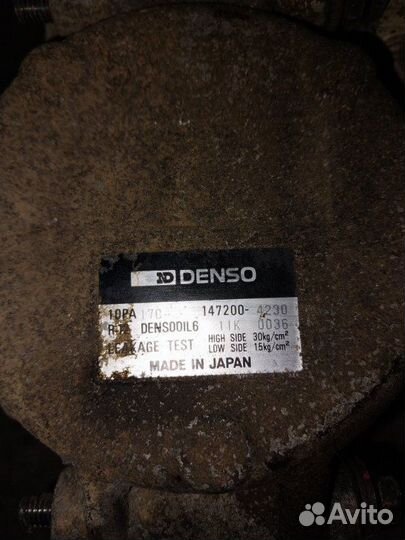 ND DENSO
10PA17C 147200-4230
DENSOOIL6 11K 0036
LEAKAGE TEST HIGH SIDE 30kg/cm²
LOW SIDE 15kg/cm²
MADE IN JAPAN
Avito